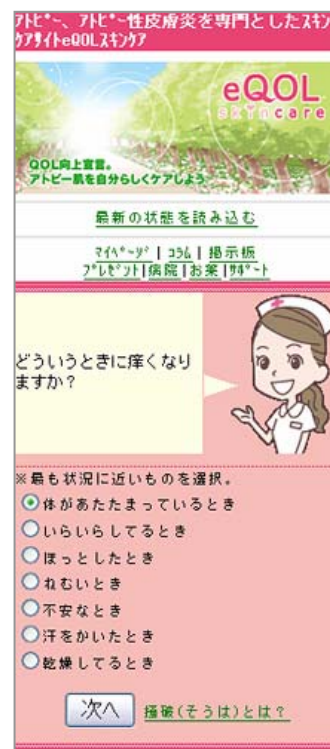 ｱﾄﾋﾟｰ、ｱﾄﾋﾟｰ性皮膚炎を専門としたｽｷﾝ
ｹｱｻｲﾄeQOLｽｷﾝｹｱ
eQOL
skincare
QOL向上宣言。
アトピー肌を自分らしくケアしよう
最新の状態を読み込む
ﾏｲﾍﾟｰｼﾞ | ｺﾗﾑ | 掲示板
ﾌﾟﾚｾﾞﾝﾄ|病院|お薬|ｻﾎﾟｰﾄ
どういうときに痒くなり
ますか？
※最も状況に近いものを選択。
体があたたまっているとき
いらいらしてるとき
ほっとしたとき
ねむいとき
不安なとき
汗をかいたとき
乾燥してるとき
次へ 掻破(そうは)とは？